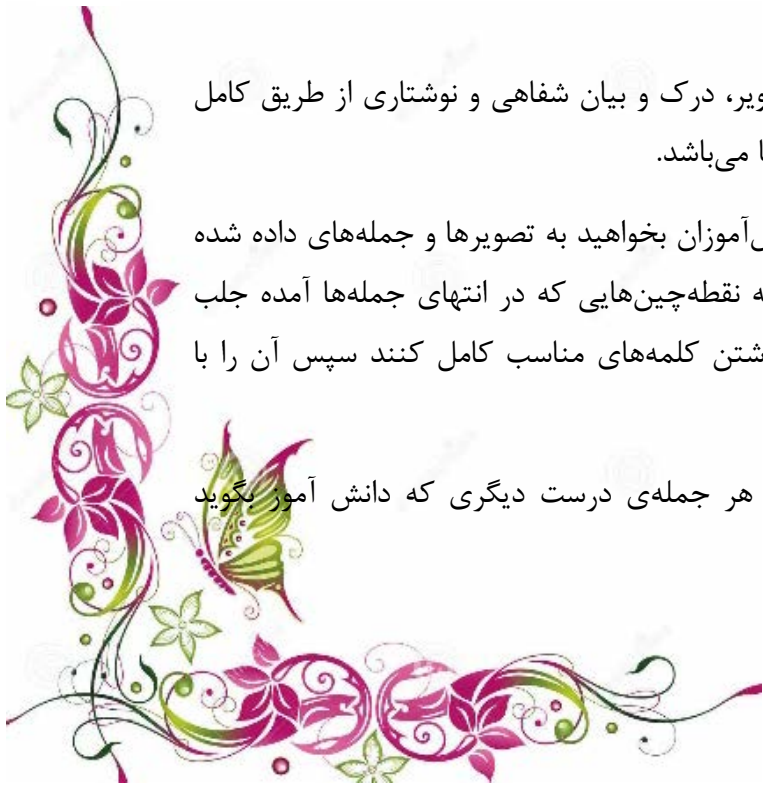 ویر، درک و بیان شفاهی و نوشتاری از طریق کامل
ا می‌باشد.
ی‌آموزان بخواهید به تصویرها و جمله‌های داده شده
ه نقطه‌چین‌هایی که در انتهای جمله‌ها آمده جلب
شتن کلمه‌های مناسب کامل کنند سپس آن را با
هر جمله‌ی درست دیگری که دانش آموز بگوید